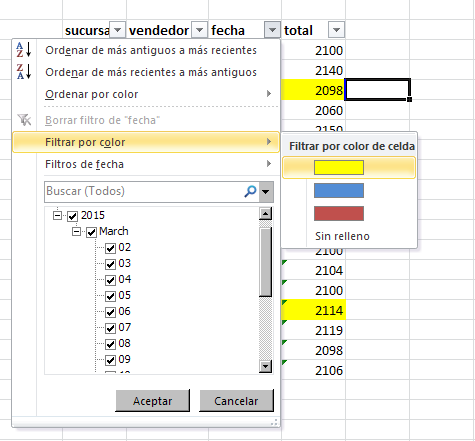 sucursa vendedor fecha total
Ordenar de más antiguos a más recientes
Ordenar de más recientes a más antiguos
Ordenar por color
Borrar filtro de "fecha"
Filtrar por color
Filtros de fecha
Buscar (Todos)
2015
March
02
03
04
05
06
07
08
09
Aceptar
Cancelar
Filtrar por color de celda
Sin relleno
2100
2140
2098
2060
2150
2100
2104
2100
2114
2119
2098
2106